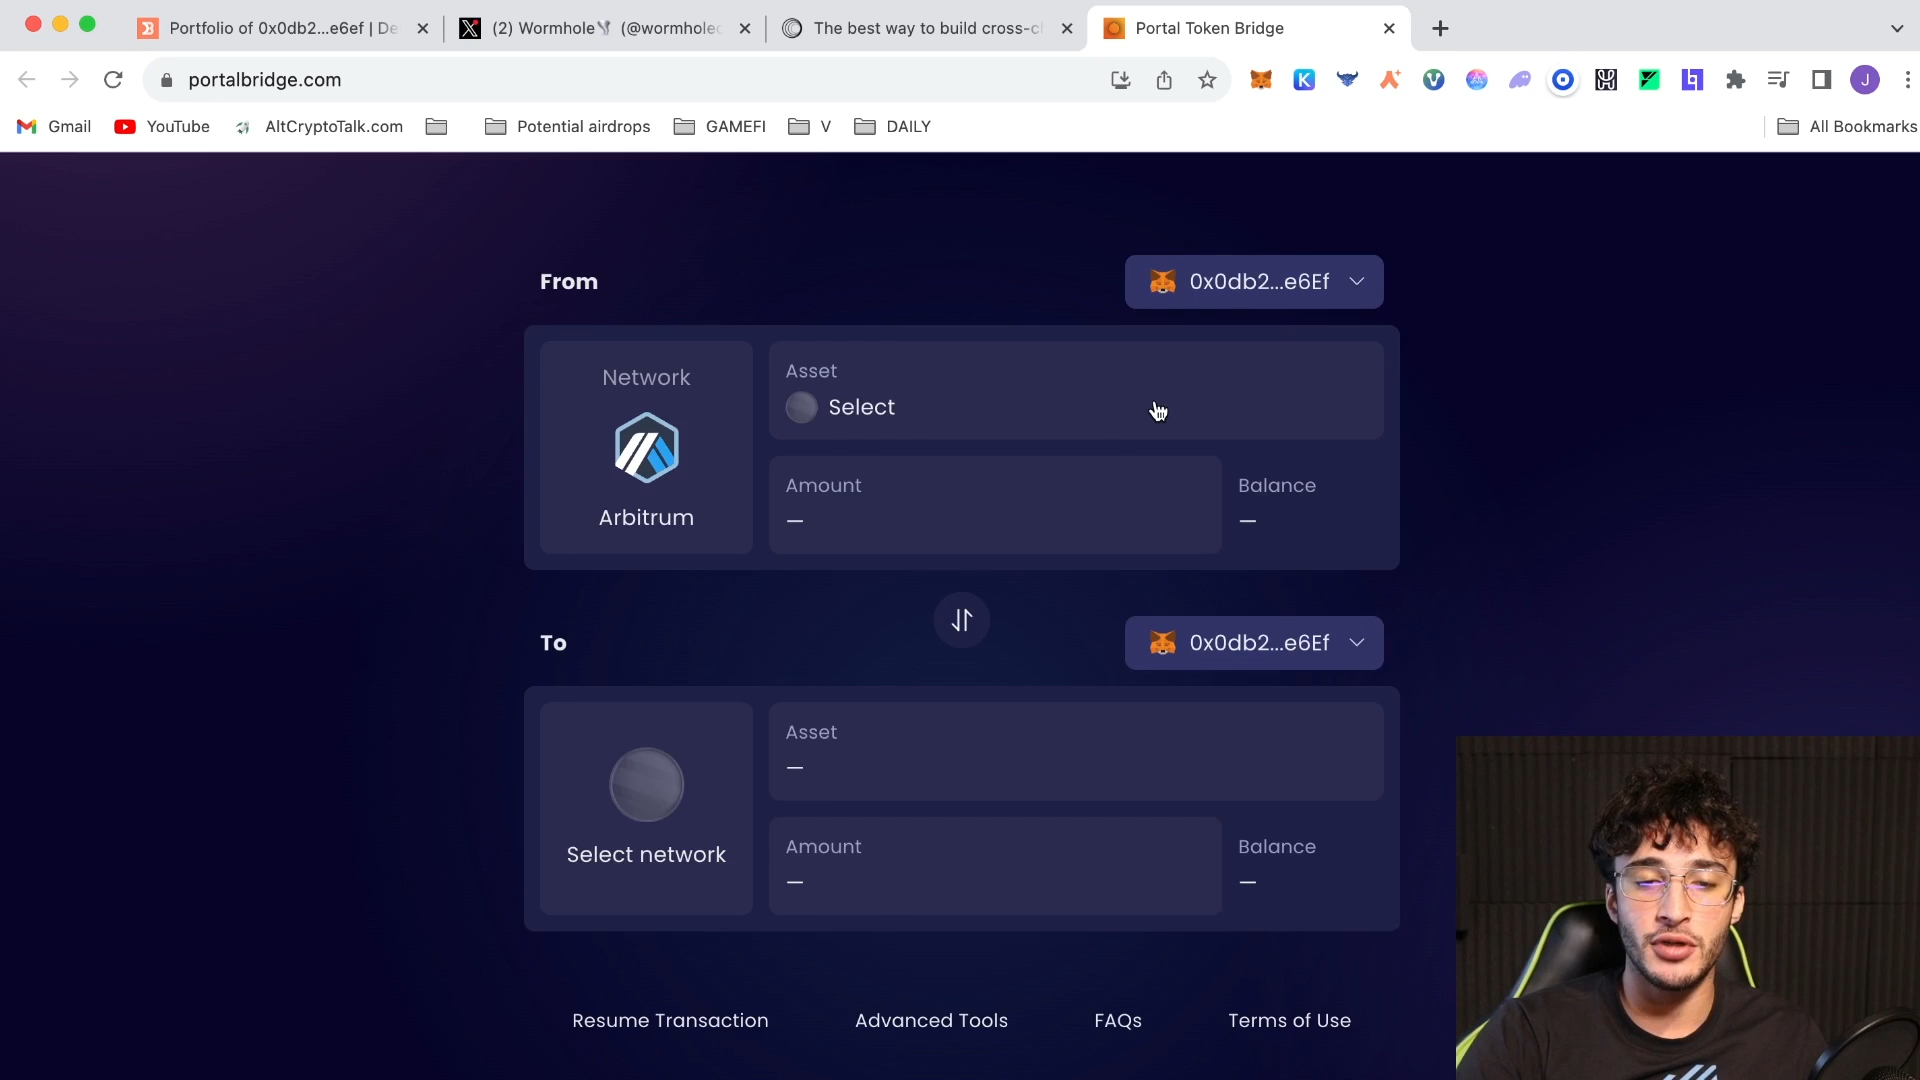 Portfolio of 0x0db2...e6ef | De
(2) Wormhole (@wormholec
The best way to build cross-cl
Portal Token Bridge
portalbridge.com
J
Gmail
YouTube
AltCryptoTalk.com
Potential airdrops
GAMEFI
V
DAILY
All Bookmarks
From
0x0db2...e6Ef
Network
Arbitrum
Asset
Select
Amount
—
Balance
—
To
0x0db2...e6Ef
Select network
Asset
—
Amount
—
Balance
—
Resume Transaction
Advanced Tools
FAQs
Terms of Use